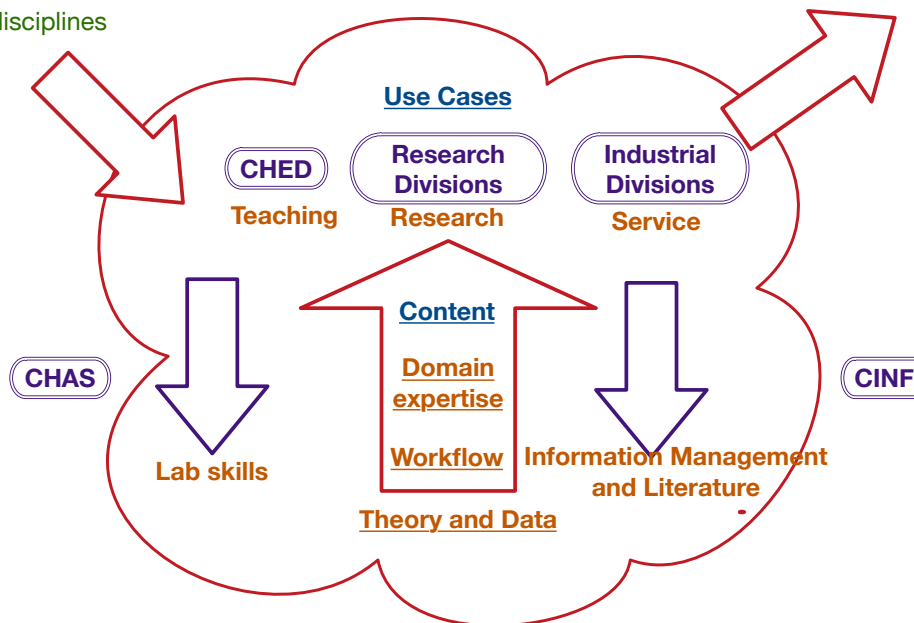 disciplines
Use Cases
CHED
Research
Divisions
Industrial
Divisions
Teaching
Research
Service
Content
CHAS
Domain
expertise
CINF
Workflow
Lab skills
Information Management
and Literature
Theory and Data